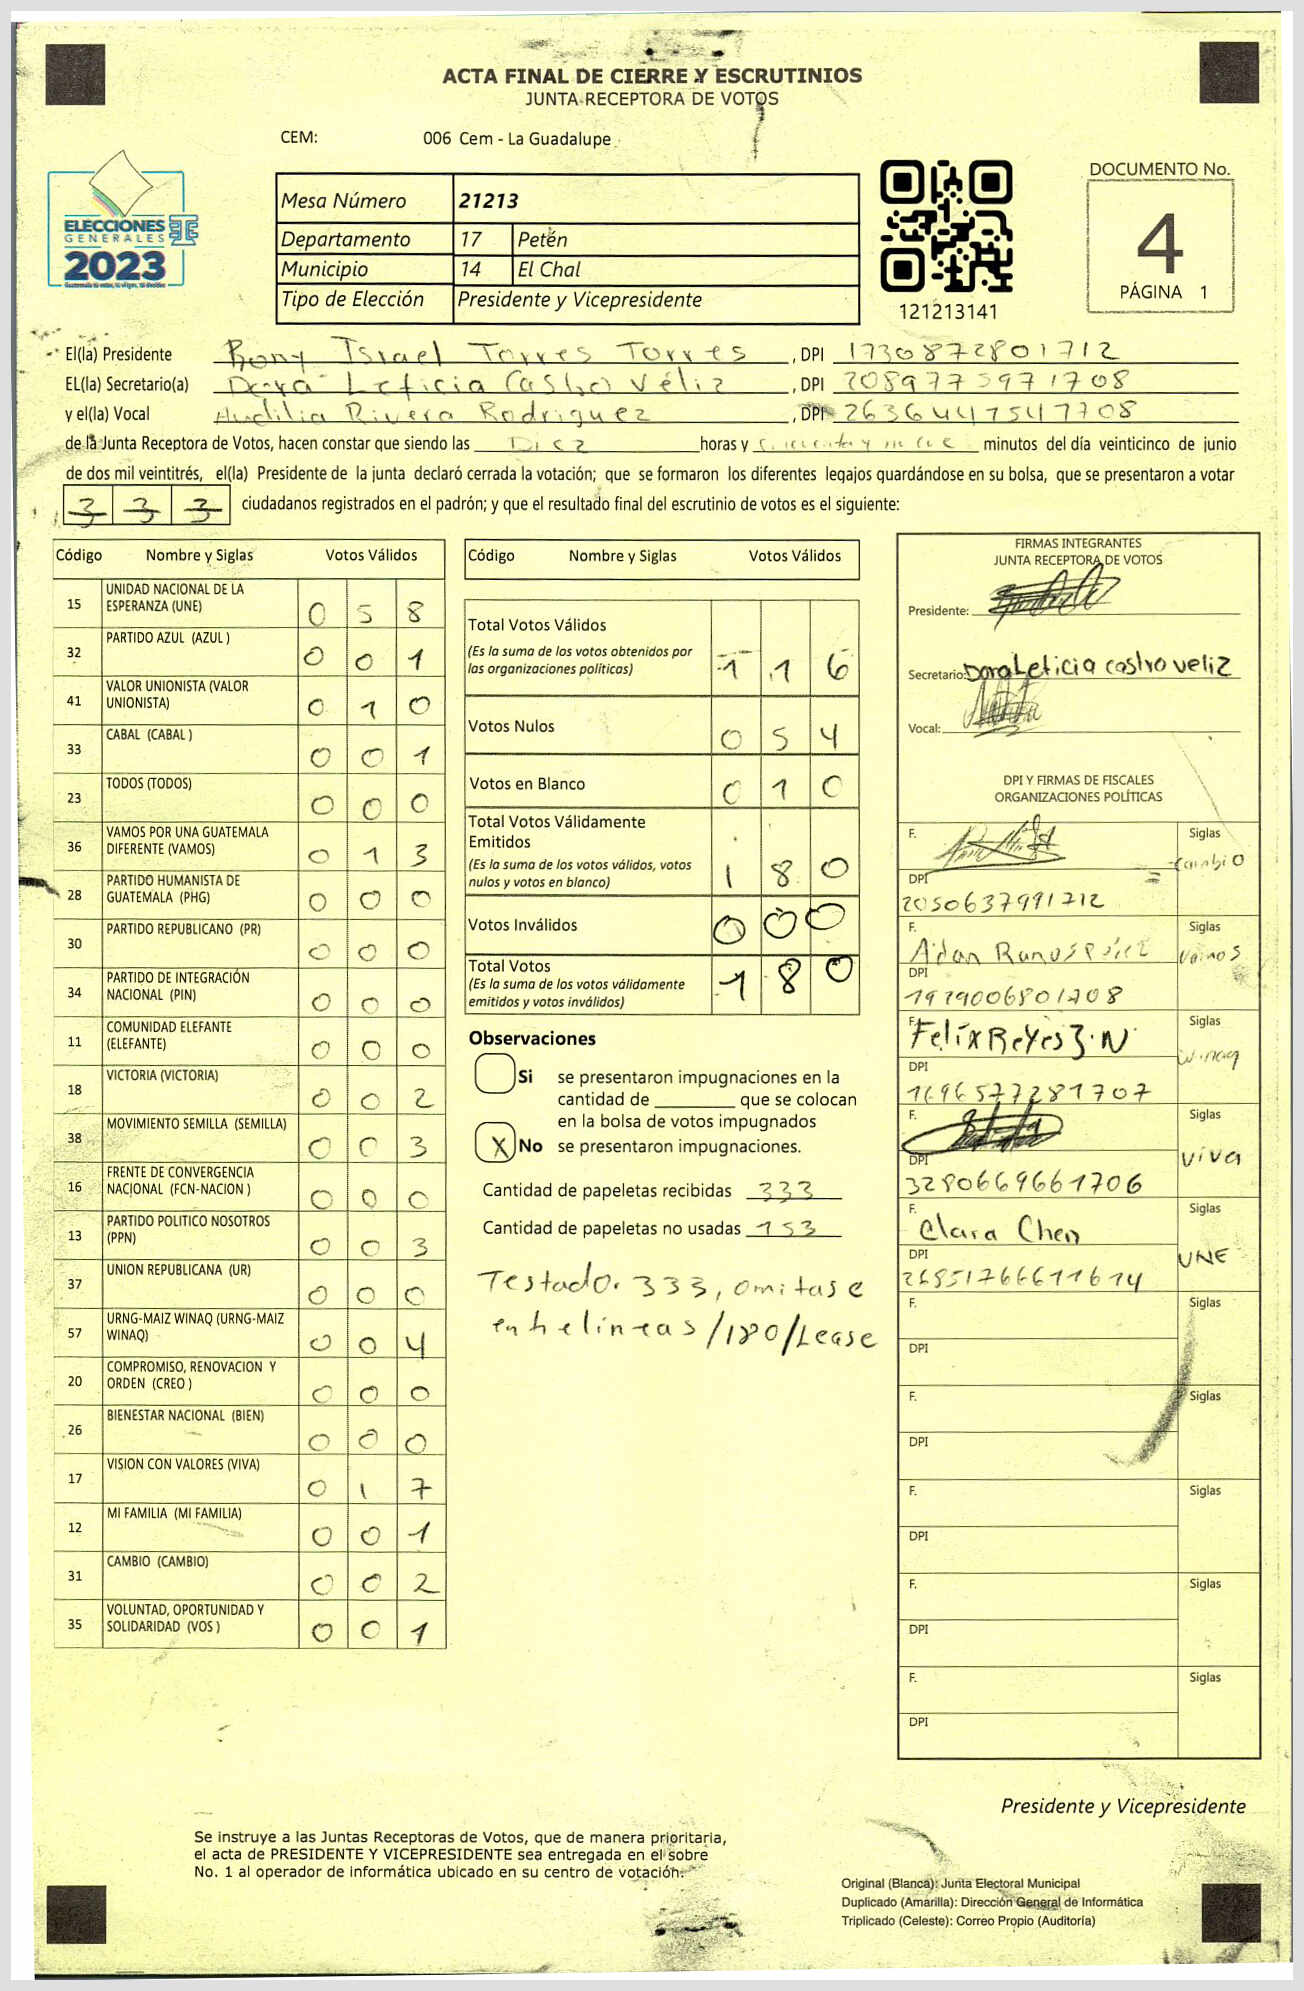 ACTA FINAL DE CIERRE Y ESCRUTINIOS
JUNTA RECEPTORA DE VOTOS
CEM: 006 Cem - La Guadalupe
ELECCIONES
GENERALES
2023
Mesa Número 21213
Departamento 17 Petén
Municipio 14 El Chal
Tipo de Elección Presidente y Vicepresidente
121213141
DOCUMENTO No.
4
PÁGINA 1
El(la) Presidente Rony Israel Torres Torres , DPI 1730872801712
EL(la) Secretario(a) Dora Leticia Castro Véliz , DPI 2089775971708
y el(la) Vocal Audilia Rivera Rodriguez , DPI 2636447547708
de la Junta Receptora de Votos, hacen constar que siendo las Diez horas y cincuenta y nueve minutos del día veinticinco de junio
de dos mil veintitrés, el(la) Presidente de la junta declaró cerrada la votación; que se formaron los diferentes legajos guardándose en su bolsa, que se presentaron a votar
3 3 3 ciudadanos registrados en el padrón; y que el resultado final del escrutinio de votos es el siguiente:
Código Nombre y Siglas Votos Válidos
15 UNIDAD NACIONAL DE LA ESPERANZA (UNE) 0 5 8
32 PARTIDO AZUL (AZUL ) 0 0 1
41 VALOR UNIONISTA (VALOR UNIONISTA) 0 1 0
33 CABAL (CABAL ) 0 0 1
23 TODOS (TODOS) 0 0 0
36 VAMOS POR UNA GUATEMALA DIFERENTE (VAMOS) 0 1 3
28 PARTIDO HUMANISTA DE GUATEMALA (PHG) 0 0 0
30 PARTIDO REPUBLICANO (PR) 0 0 0
34 PARTIDO DE INTEGRACIÓN NACIONAL (PIN) 0 0 0
11 COMUNIDAD ELEFANTE (ELEFANTE) 0 0 0
18 VICTORIA (VICTORIA) 0 0 2
38 MOVIMIENTO SEMILLA (SEMILLA) 0 0 3
16 FRENTE DE CONVERGENCIA NACIONAL (FCN-NACION ) 0 0 0
13 PARTIDO POLITICO NOSOTROS (PPN) 0 0 3
37 UNION REPUBLICANA (UR) 0 0 0
57 URNG-MAIZ WINAQ (URNG-MAIZ WINAQ) 0 0 4
20 COMPROMISO, RENOVACION Y ORDEN (CREO ) 0 0 0
26 BIENESTAR NACIONAL (BIEN) 0 0 0
17 VISION CON VALORES (VIVA) 0 1 7
12 MI FAMILIA (MI FAMILIA) 0 0 1
31 CAMBIO (CAMBIO) 0 0 2
35 VOLUNTAD, OPORTUNIDAD Y SOLIDARIDAD (VOS ) 0 0 1
Código Nombre y Siglas Votos Válidos
Total Votos Válidos
(Es la suma de los votos obtenidos por las organizaciones políticas) 1 1 6
Votos Nulos 0 5 4
Votos en Blanco 0 1 0
Total Votos Válidamente Emitidos
(Es la suma de los votos válidos, votos nulos y votos en blanco) 1 8 0
Votos Inválidos 0 0 0
Total Votos
(Es la suma de los votos válidamente emitidos y votos inválidos) 1 8 0
Observaciones
Si se presentaron impugnaciones en la
cantidad de ________ que se colocan
en la bolsa de votos impugnados
X No se presentaron impugnaciones.
Cantidad de papeletas recibidas 333
Cantidad de papeletas no usadas 153
Testado. 333, omitase
entrelineas /180/Lease
FIRMAS INTEGRANTES
JUNTA RECEPTORA DE VOTOS
Presidente:
Secretario: Dora Leticia castro veliz
Vocal:
DPI Y FIRMAS DE FISCALES
ORGANIZACIONES POLÍTICAS
F. Siglas
cambio
DPI
2050637991712
F. Siglas
Adan Ramos Vamos
DPI
1979006801708
F. Siglas
Felix Reyes J. N winaq
DPI
1696577281707
F. Siglas
viva
DPI
3280669661706
F. Siglas
Clara Chen UNE
DPI
26851766611614
F. Siglas
DPI
F. Siglas
DPI
F. Siglas
DPI
F. Siglas
DPI
F. Siglas
DPI
Presidente y Vicepresidente
Se instruye a las Juntas Receptoras de Votos, que de manera prioritaria,
el acta de PRESIDENTE Y VICEPRESIDENTE sea entregada en el sobre
No. 1 al operador de informática ubicado en su centro de votación.
Original (Blanca): Junta Electoral Municipal
Duplicado (Amarilla): Dirección General de Informática
Triplicado (Celeste): Correo Propio (Auditoría)